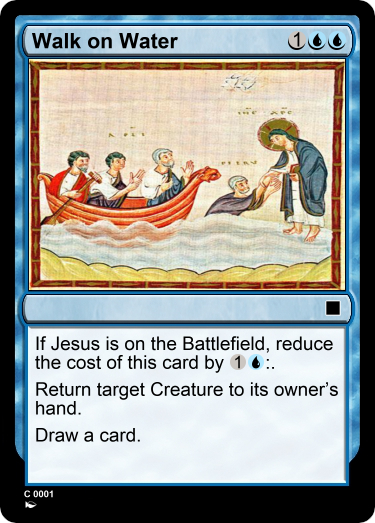 Walk on Water 1
If Jesus is on the Battlefield, reduce
the cost of this card by 1 :.
Return target Creature to its owner's
hand.
Draw a card.
C 0001